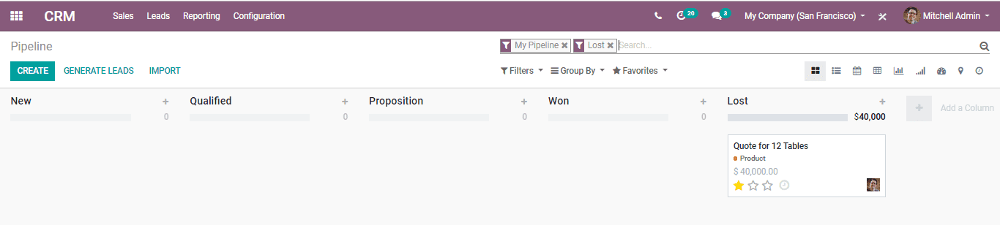 CRM Sales Leads Reporting Configuration 20 3 My Company (San Francisco) Mitchell Admin
Pipeline My Pipeline Lost Search...
CREATE GENERATE LEADS IMPORT Filters Group By Favorites
New Qualified Proposition Won Lost
0 0 0 0 $40,000 Add a Column
Quote for 12 Tables
Product
$ 40,000.00